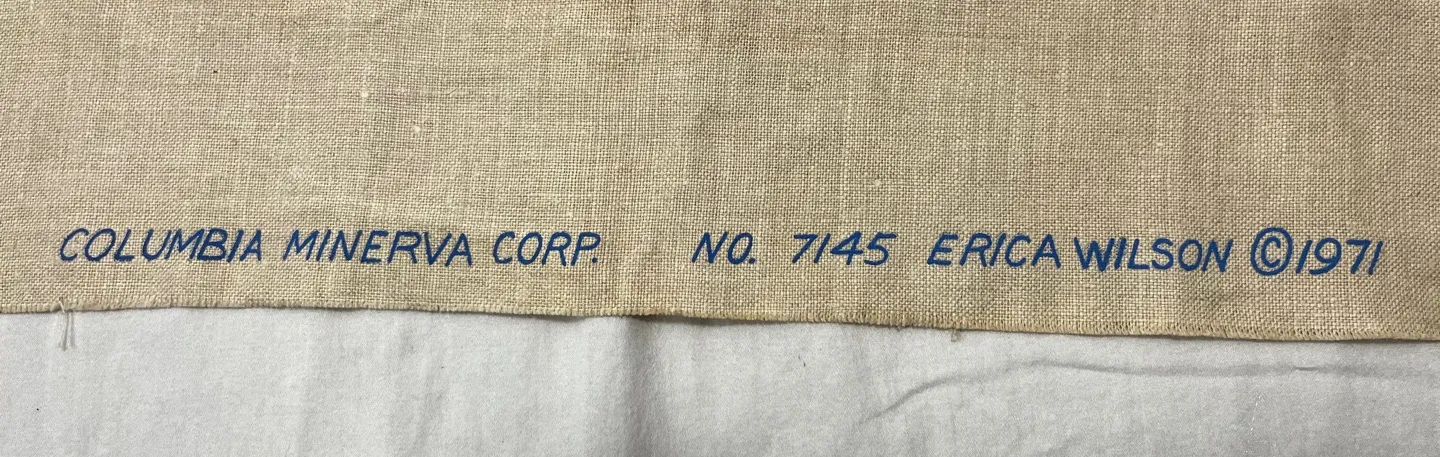 COLUMBIA MINERVA CORP. NO. 7145 ERICA WILSON ©1971